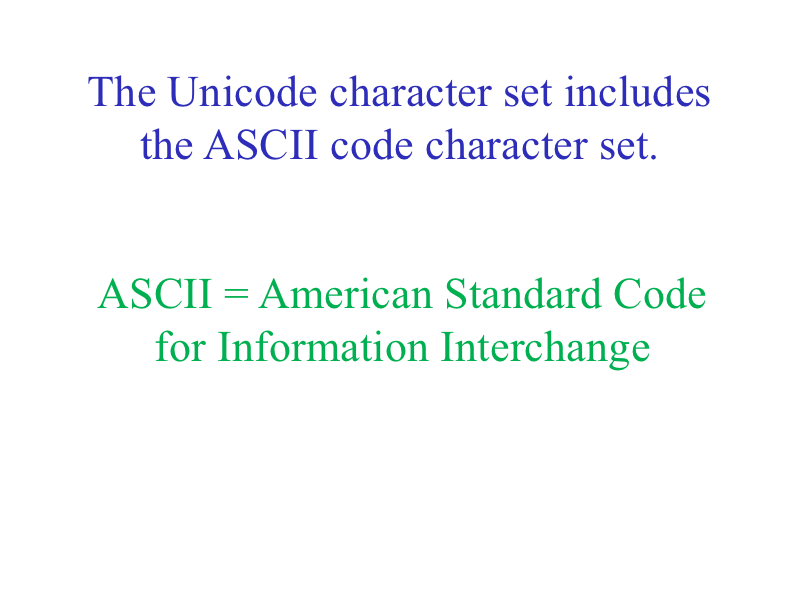 The Unicode character set includes
the ASCII code character set.
ASCII = American Standard Code
for Information Interchange